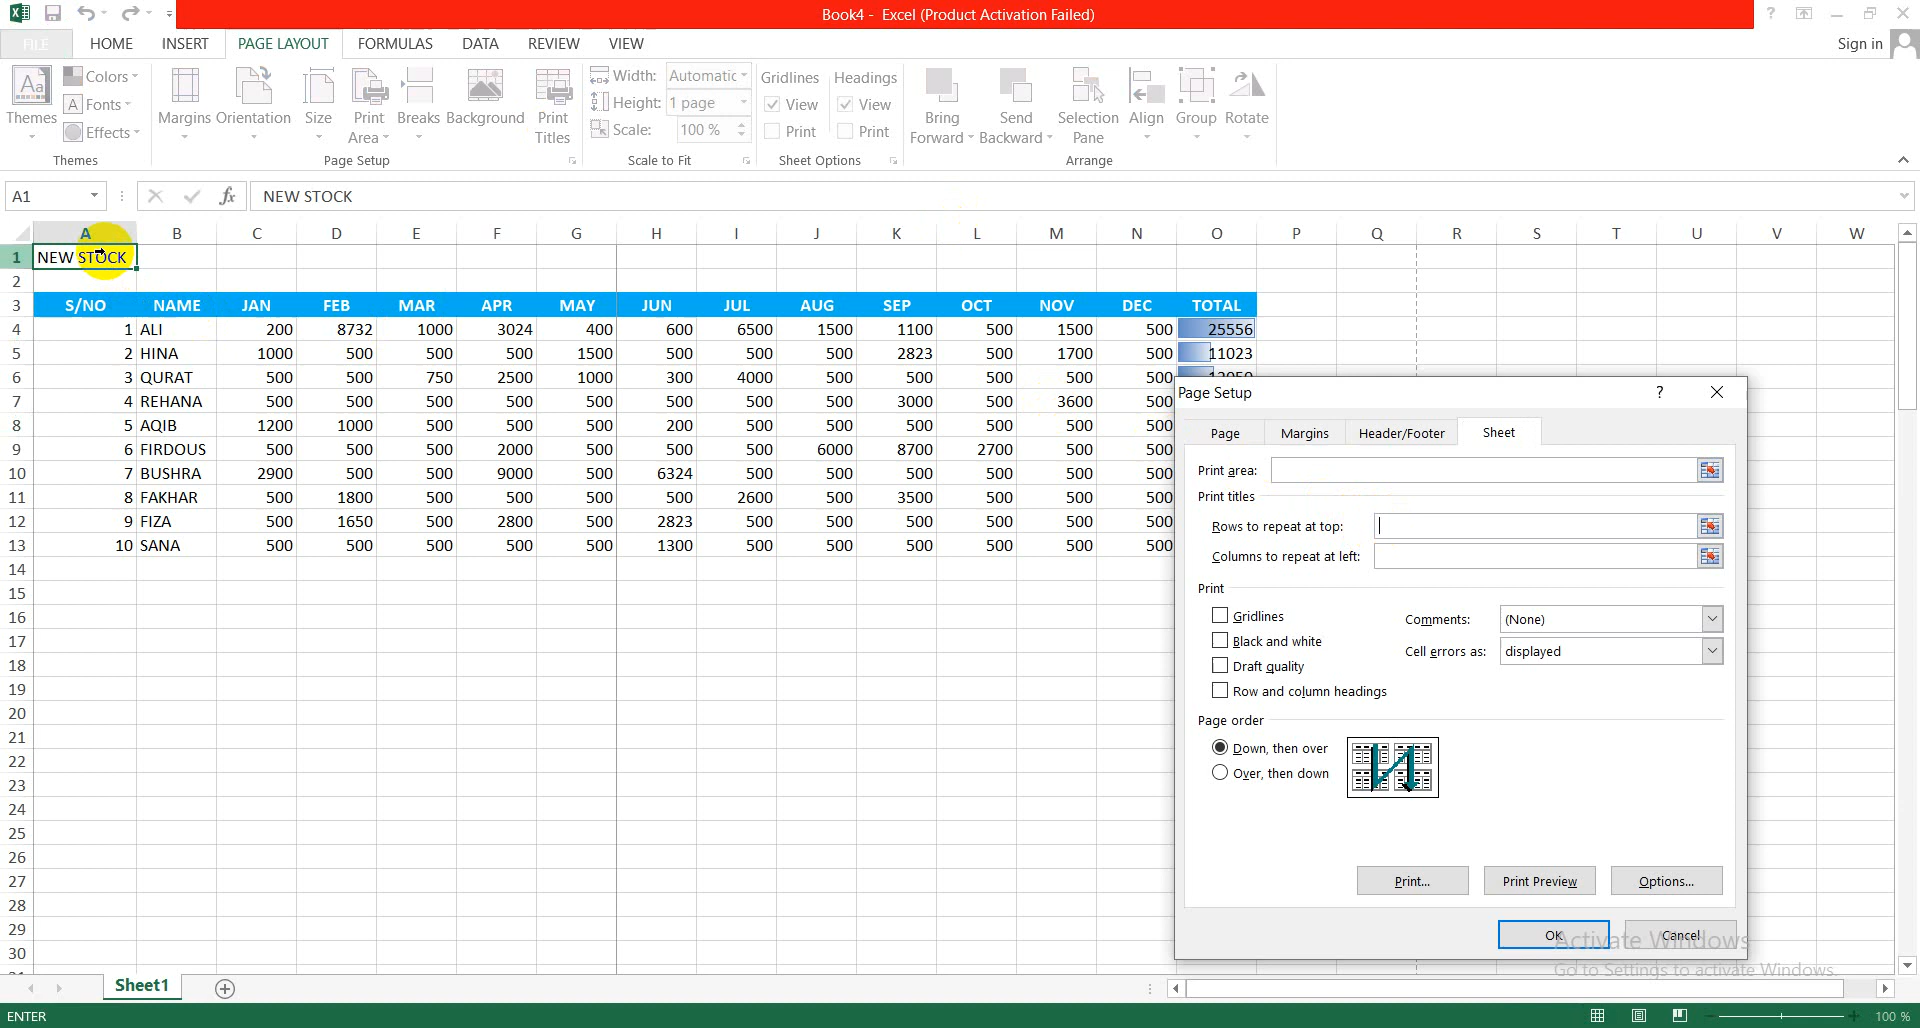 Book4 - Excel (Product Activation Failed)
FILE HOME INSERT PAGE LAYOUT FORMULAS DATA REVIEW VIEW Sign in
Aa Colors Width: Automatic Gridlines Headings
A Fonts Height: 1 page View View
Themes Effects Margins Orientation Size Print Area Breaks Background Print Titles Scale: 100 % Print Print Bring Forward Send Backward Selection Pane Align Group Rotate
Themes Page Setup Scale to Fit Sheet Options Arrange
A1 fx NEW STOCK
A B C D E F G H I J K L M N O P Q R S T U V W
1 NEW STOCK
2
3 S/NO NAME JAN FEB MAR APR MAY JUN JUL AUG SEP OCT NOV DEC TOTAL
4 1 ALI 200 8732 1000 3024 400 600 6500 1500 1100 500 1500 500 25556
5 2 HINA 1000 500 500 500 1500 500 500 500 2823 500 1700 500 11023
6 3 QURAT 500 500 750 2500 1000 300 4000 500 500 500 500 500
7 4 REHANA 500 500 500 500 500 500 500 500 3000 500 3600 500
8 5 AQIB 1200 1000 500 500 500 200 500 500 500 500 500 500
9 6 FIRDOUS 500 500 500 2000 500 500 500 6000 8700 2700 500 500
10 7 BUSHRA 2900 500 500 9000 500 6324 500 500 500 500 500 500
11 8 FAKHAR 500 1800 500 500 500 500 2600 500 3500 500 500 500
12 9 FIZA 500 1650 500 2800 500 2823 500 500 500 500 500 500
13 10 SANA 500 500 500 500 500 1300 500 500 500 500 500 500
14
15
16
17
18
19
20
21
22
23
24
25
26
27
28
29
30
Page Setup ?
Page Margins Header/Footer Sheet
Print area:
Print titles
Rows to repeat at top:
Columns to repeat at left:
Print
Gridlines Comments: (None)
Black and white Cell errors as: displayed
Draft quality
Row and column headings
Page order
Down, then over
Over, then down
Print... Print Preview Options...
OK Cancel
Activate Windows
Go to Settings to activate Windows.
Sheet1
ENTER 100 %